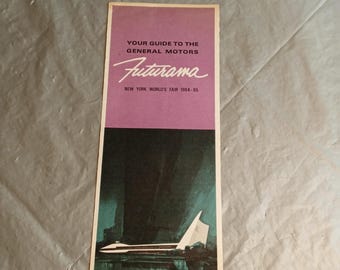 YOUR GUIDE TO THE
GENERAL MOTORS
Futurama
NEW YORK WORLD'S FAIR 1964-65